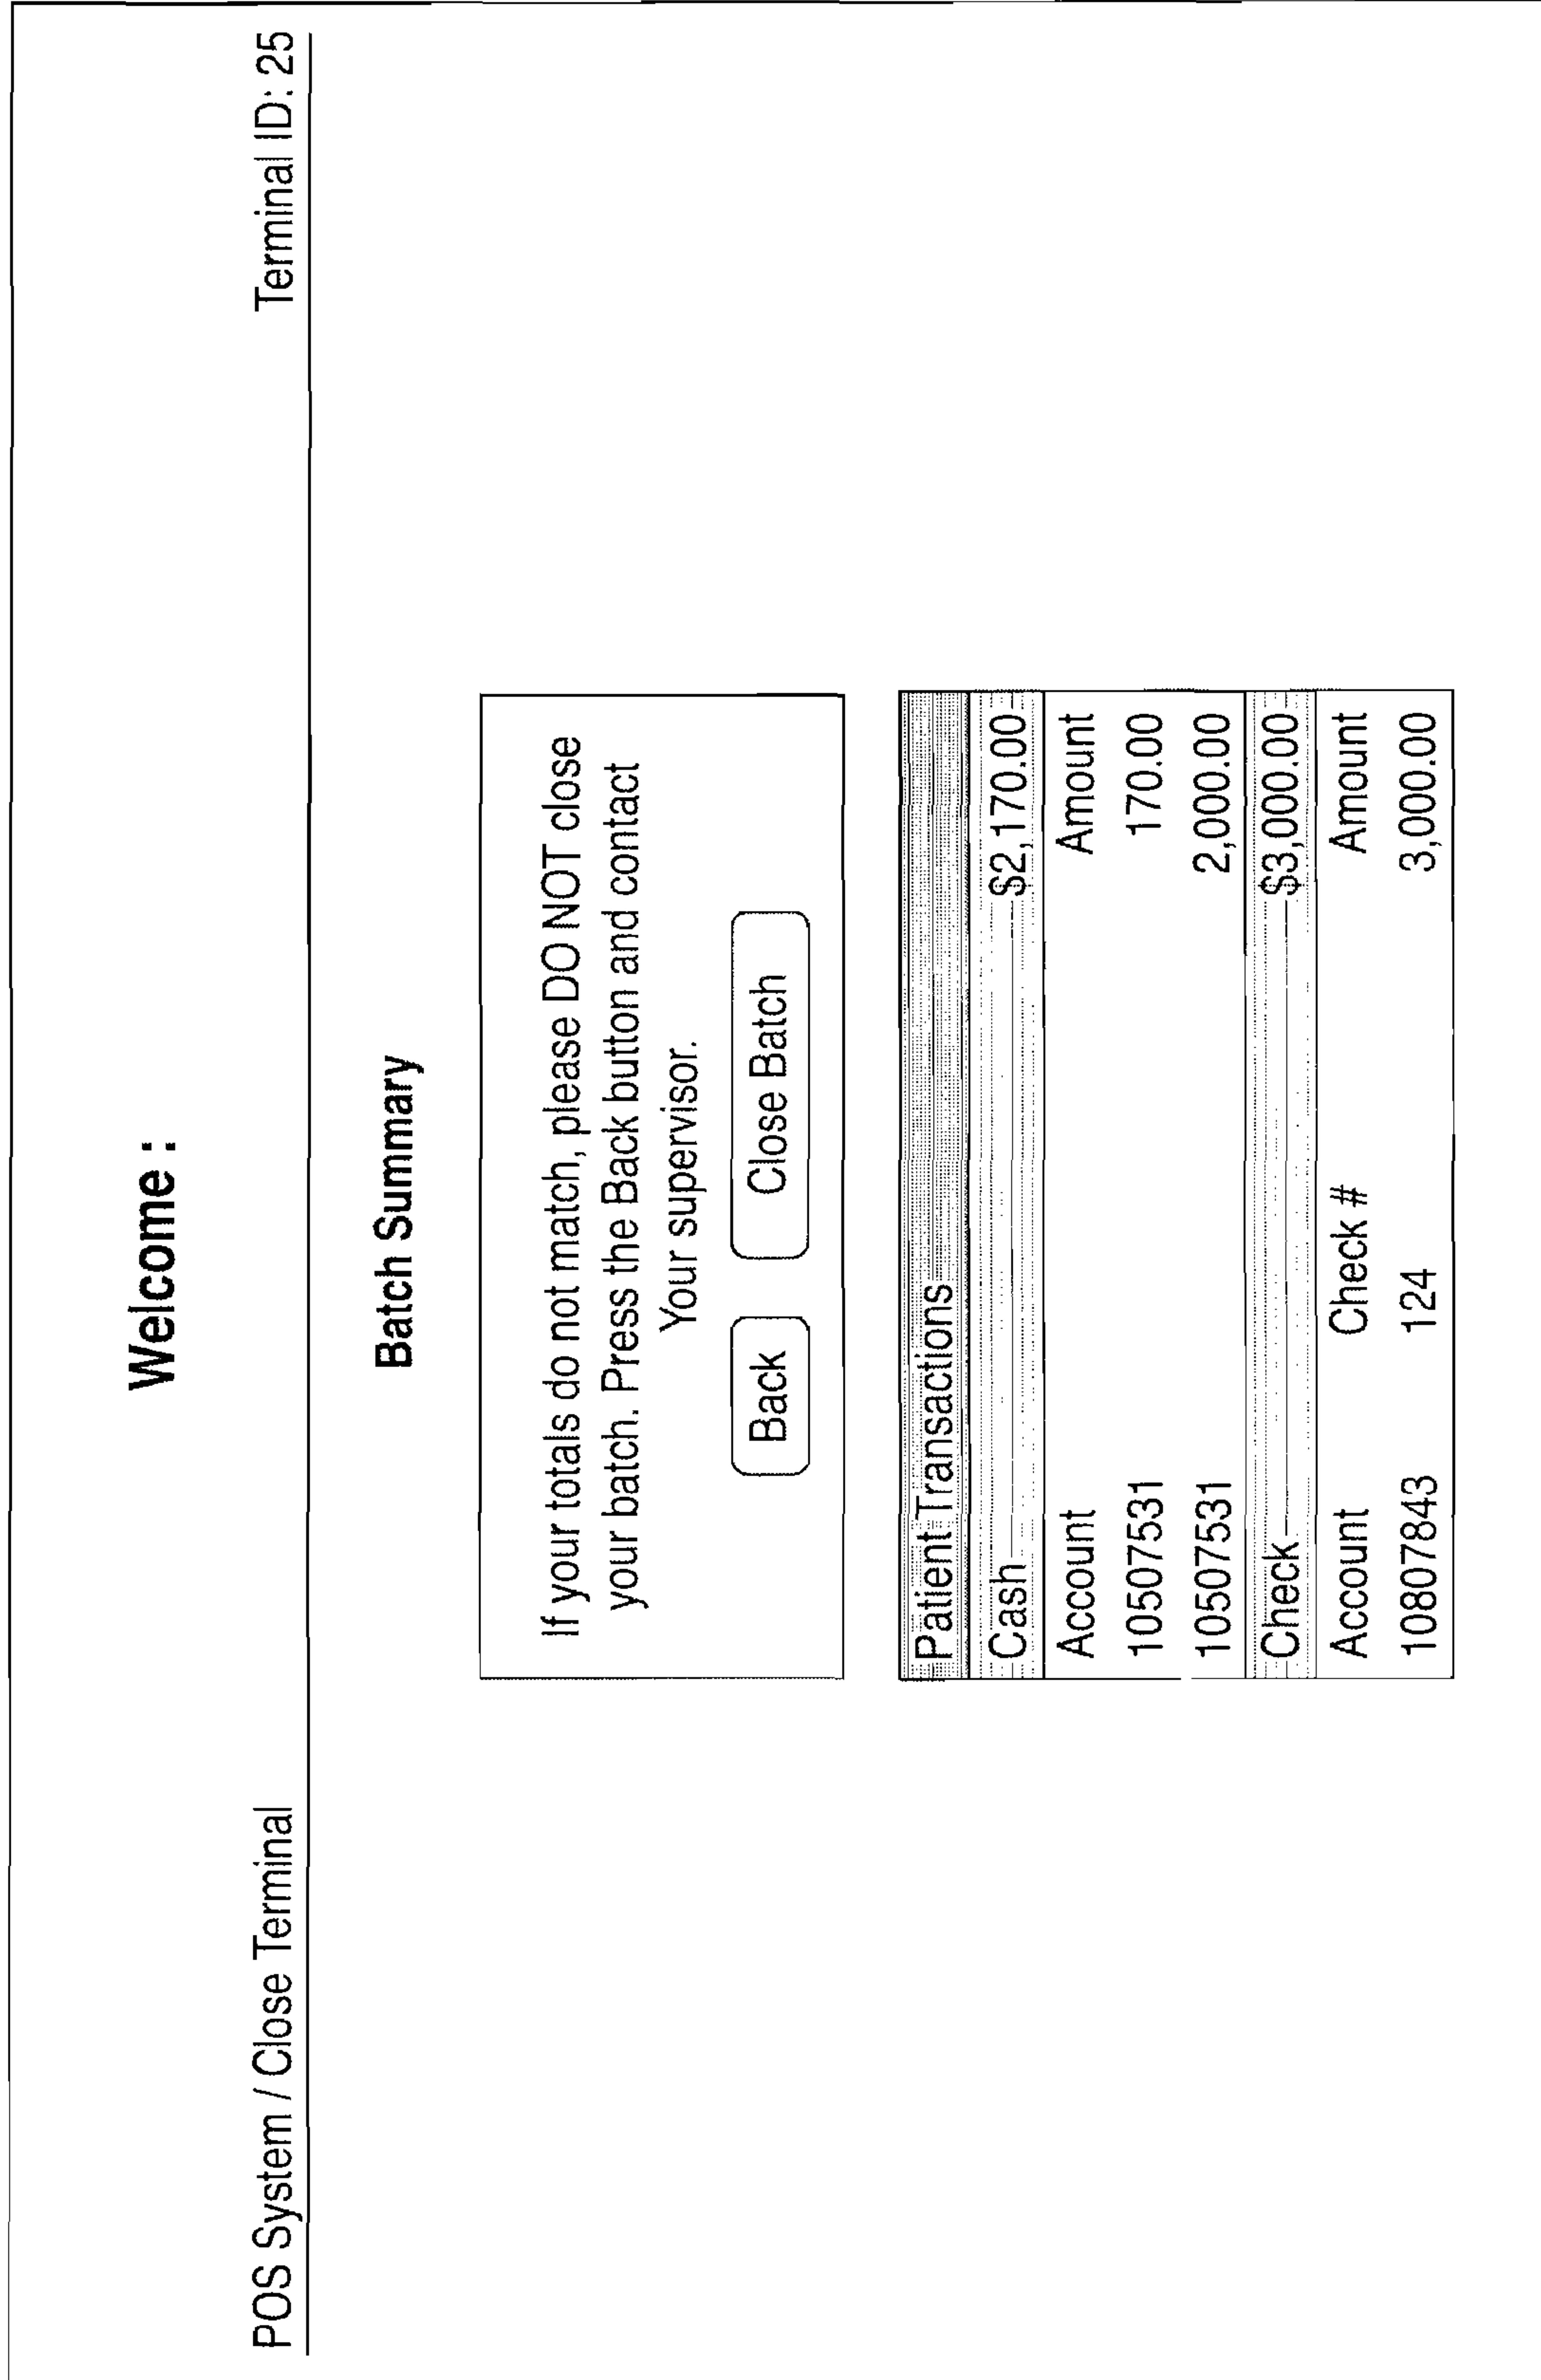 Welcome :
POS System / Close Terminal Terminal ID: 25
Batch Summary
If your totals do not match, please DO NOT close
your batch. Press the Back button and contact
Your supervisor.
Back Close Batch
Patient Transactions
Cash $2,170.00
Account Amount
10507531 170.00
10507531 2,000.00
Check $3,000.00
Account Check # Amount
10807843 124 3,000.00